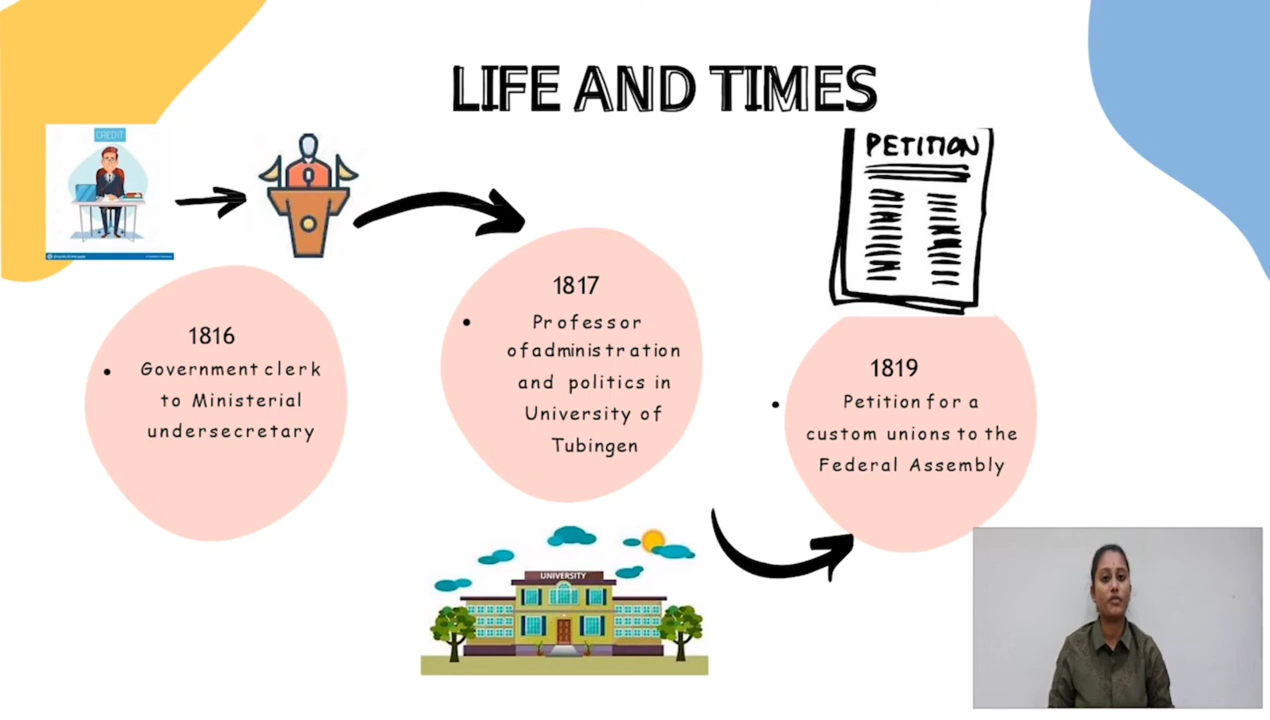 LIFE AND TIMES
CREDIT
PETITION
1816
• Government clerk
to Ministerial
undersecretary
1817
• Professor
ofadministration
and politics in
University of
Tubingen
1819
• Petition for a
custom unions to the
Federal Assembly
UNIVERSITY